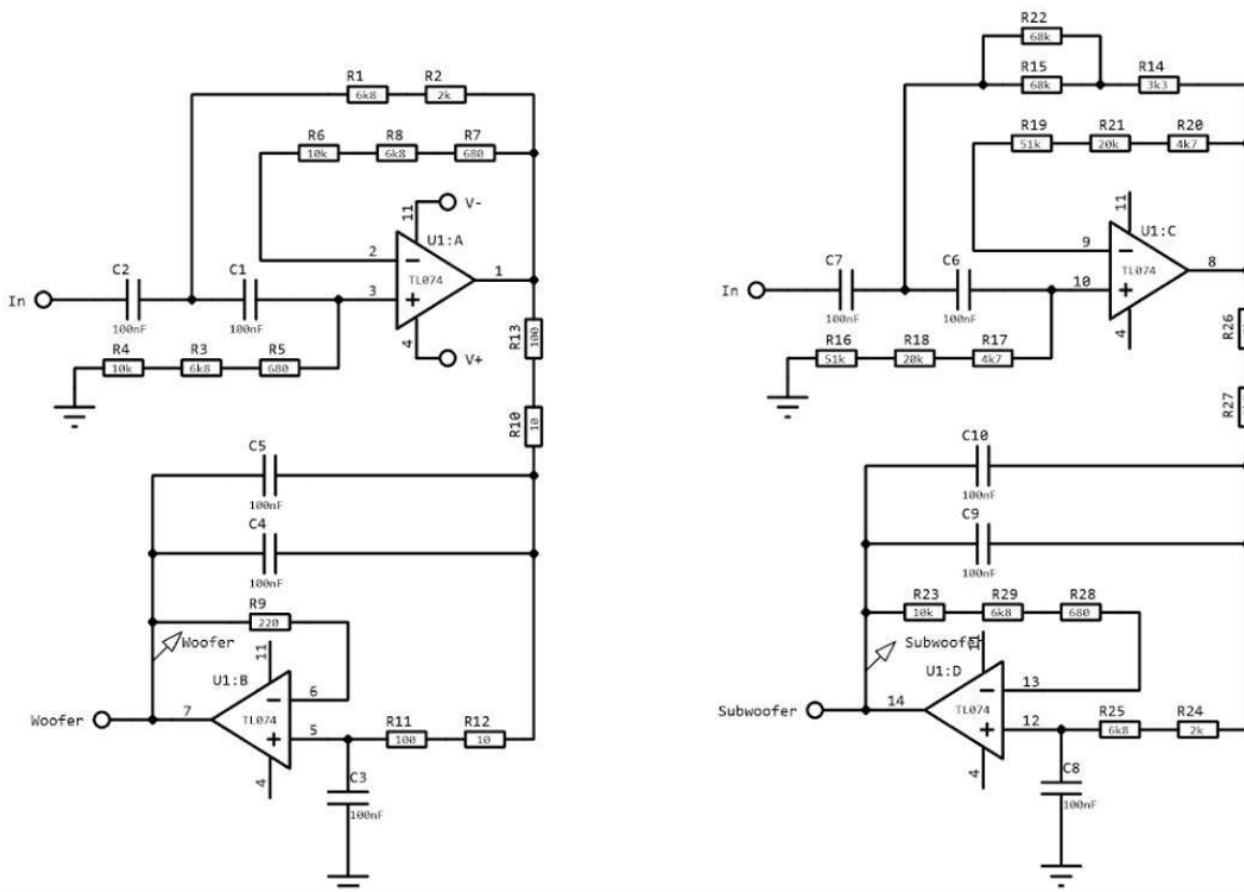 R1
6k8
R2
2k
R6
10k
R8
6k8
R7
680
11
V-
U1:A
2
TL074
1
C2
100nF
C1
100nF
In
3
4
V+
R4
10k
R3
6k8
R5
680
R13
100
R10
10
C5
100nF
C4
100nF
R9
220
Woofer
11
U1:B
6
Woofer
7
TL074
5
R11
100
R12
10
4
C3
100nF
R22
68k
R15
68k
R14
3k3
R19
51k
R21
20k
R20
4k7
11
U1:C
9
TL074
8
C7
100nF
C6
100nF
In
10
4
R16
51k
R18
20k
R17
4k7
R26
R27
C10
100nF
C9
100nF
R23
10k
R29
6k8
R28
680
Subwoofer
11
U1:D
13
Subwoofer
14
TL074
12
R25
6k8
R24
2k
4
C8
100nF